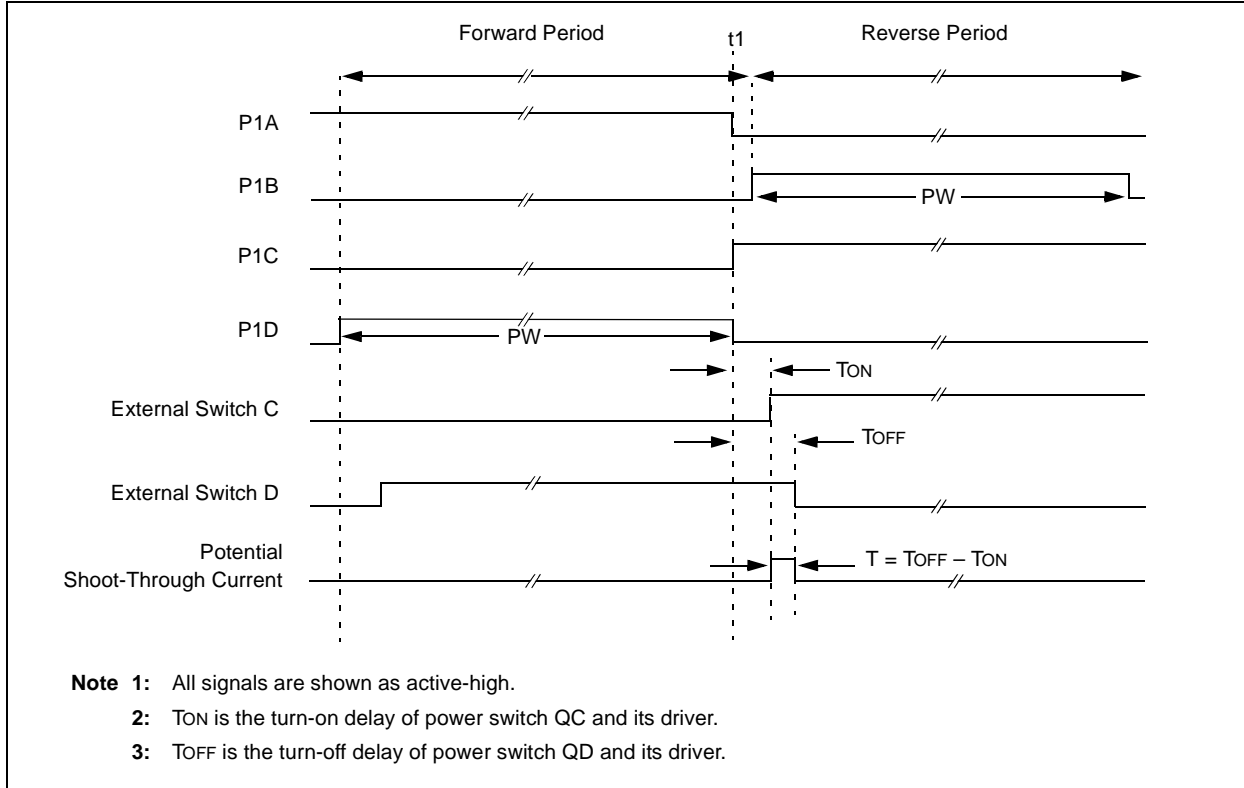 Forward Period
t1
Reverse Period
P1A
P1B
PW
P1C
P1D
PW
TON
External Switch C
TOFF
External Switch D
Potential
Shoot-Through Current
T = TOFF – TON
Note 1: All signals are shown as active-high.
2: TON is the turn-on delay of power switch QC and its driver.
3: TOFF is the turn-off delay of power switch QD and its driver.